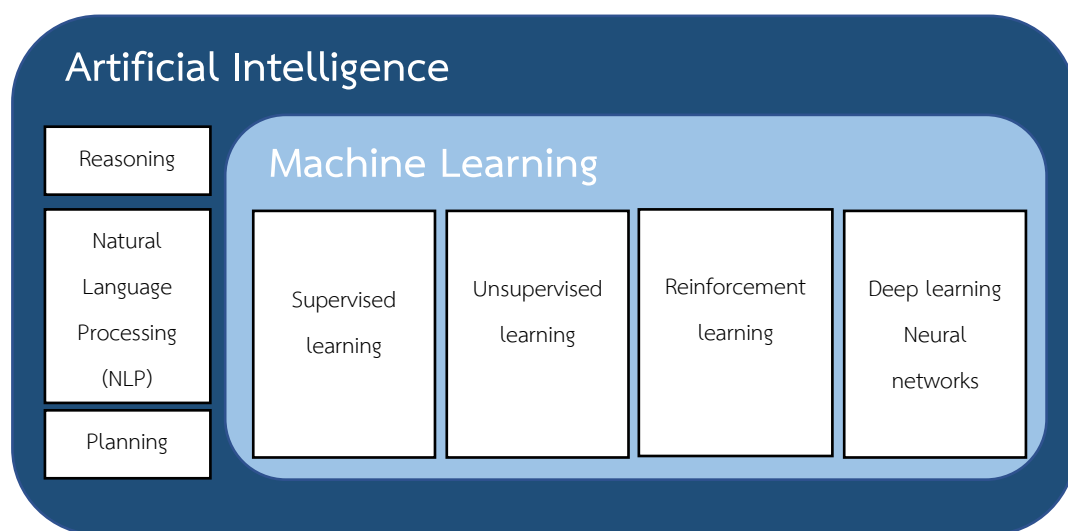 Artificial Intelligence
Reasoning
Natural
Language
Processing
(NLP)
Planning
Machine Learning
Supervised
learning
Unsupervised
learning
Reinforcement
learning
Deep learning
Neural
networks